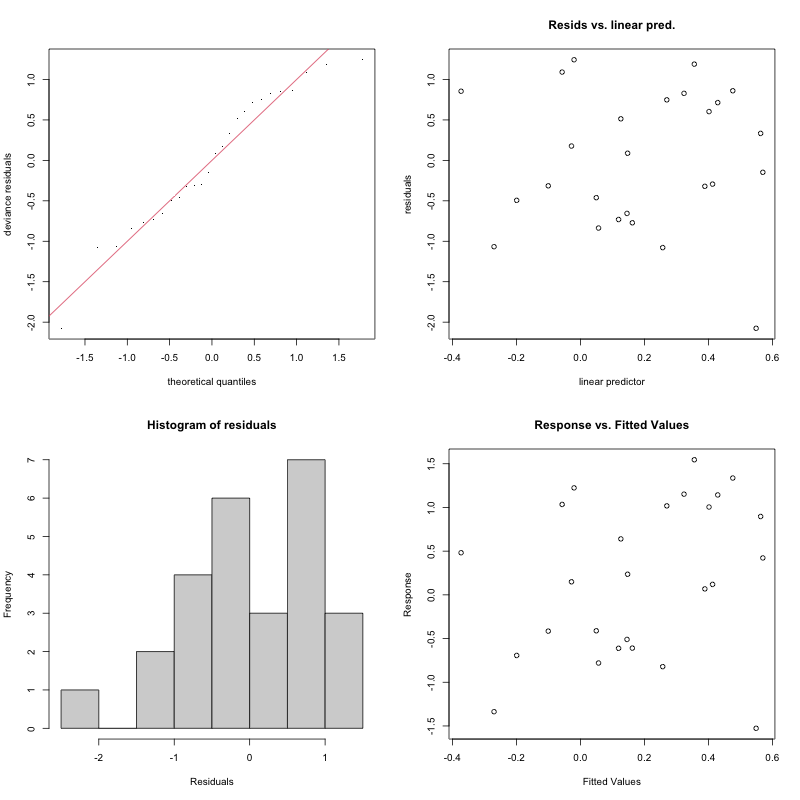 deviance residuals
1.0
0.5
0.0
-0.5
-1.0
-1.5
-2.0
-1.5 -1.0 -0.5 0.0 0.5 1.0 1.5
theoretical quantiles
Resids vs. linear pred.
residuals
1.0
0.5
0.0
-0.5
-1.0
-1.5
-2.0
-0.4 -0.2 0.0 0.2 0.4 0.6
linear predictor
Histogram of residuals
Frequency
7
6
5
4
3
2
1
0
-2 -1 0 1
Residuals
Response vs. Fitted Values
Response
1.5
1.0
0.5
0.0
-0.5
-1.0
-1.5
-0.4 -0.2 0.0 0.2 0.4 0.6
Fitted Values